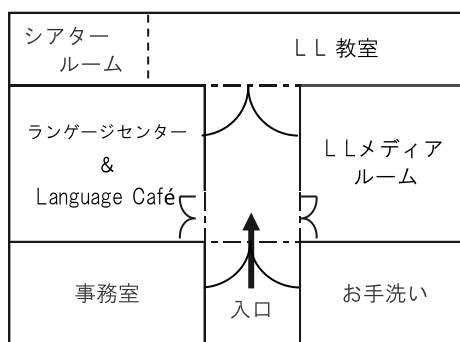 シアター
ルーム
ＬＬ 教室
ランゲージセンター
&
Language Café
ＬＬメディア
ルーム
事務室
入口
お手洗い